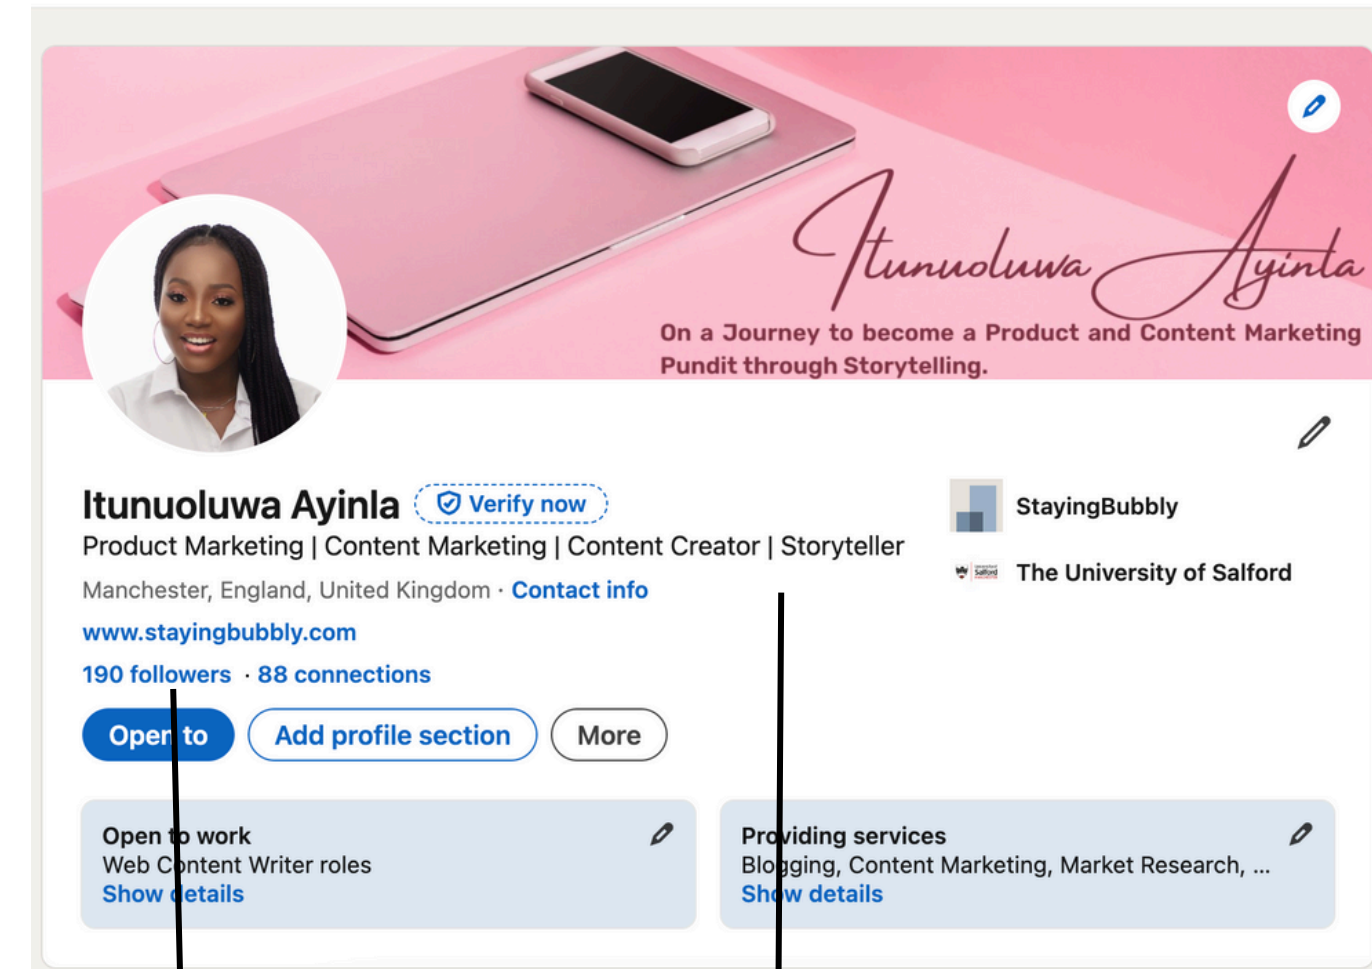 Itunuoluwa Ayinla
On a Journey to become a Product and Content Marketing
Pundit through Storytelling.
Itunuoluwa Ayinla Verify now
Product Marketing | Content Marketing | Content Creator | Storyteller
Manchester, England, United Kingdom · Contact info
www.stayingbubbly.com
190 followers · 88 connections
Open to Add profile section More
StayingBubbly
Salford
The University of Salford
Open to work
Web Content Writer roles
Show details
Providing services
Blogging, Content Marketing, Market Research, ...
Show details